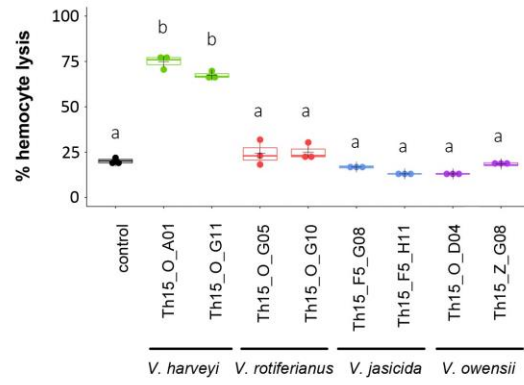 % hemocyte lysis
100
75
50
25
0
a
b
b
a
a
a
a
a
a
control
Th15_O_A01
Th15_O_G11
Th15_O_G05
Th15_O_G10
Th15_F5_G08
Th15_F5_H11
Th15_O_D04
Th15_Z_G08
V. harveyi
V. rotiferianus
V. jasicida
V. owensii